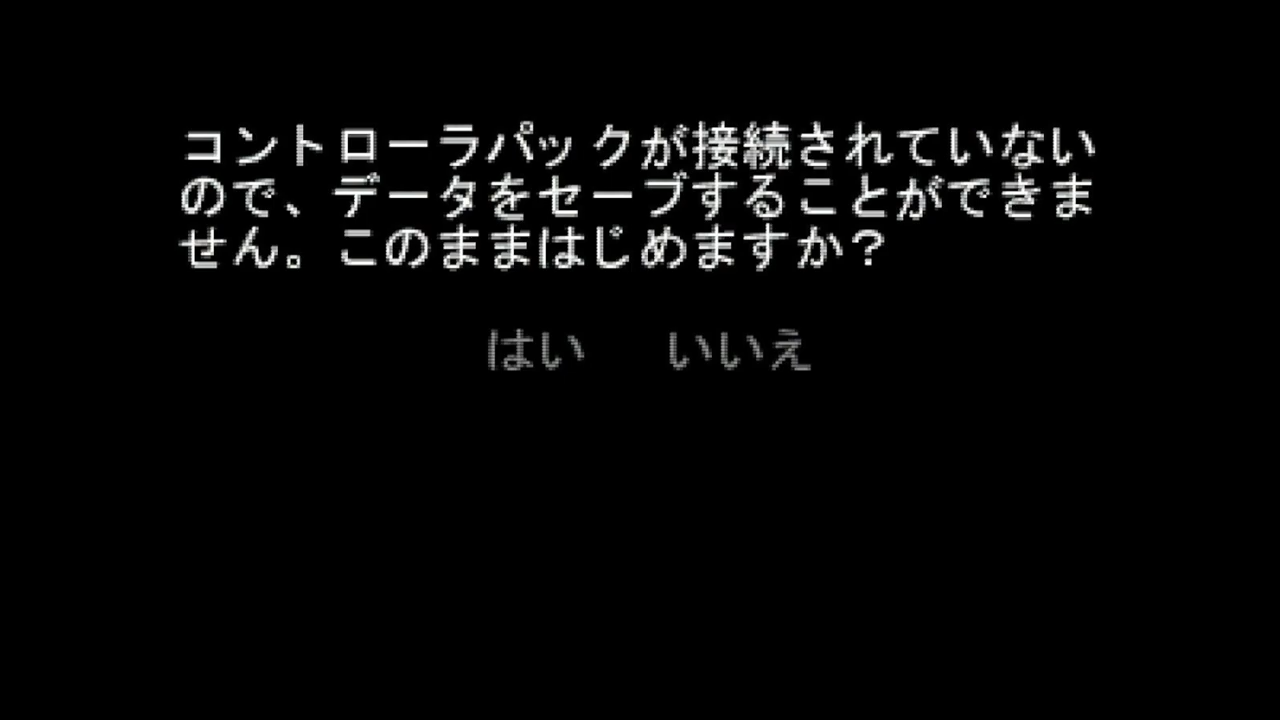 コントローラパックが接続されていない
ので、データをセーブすることができま
せん。このままはじめますか？
はい　いいえ